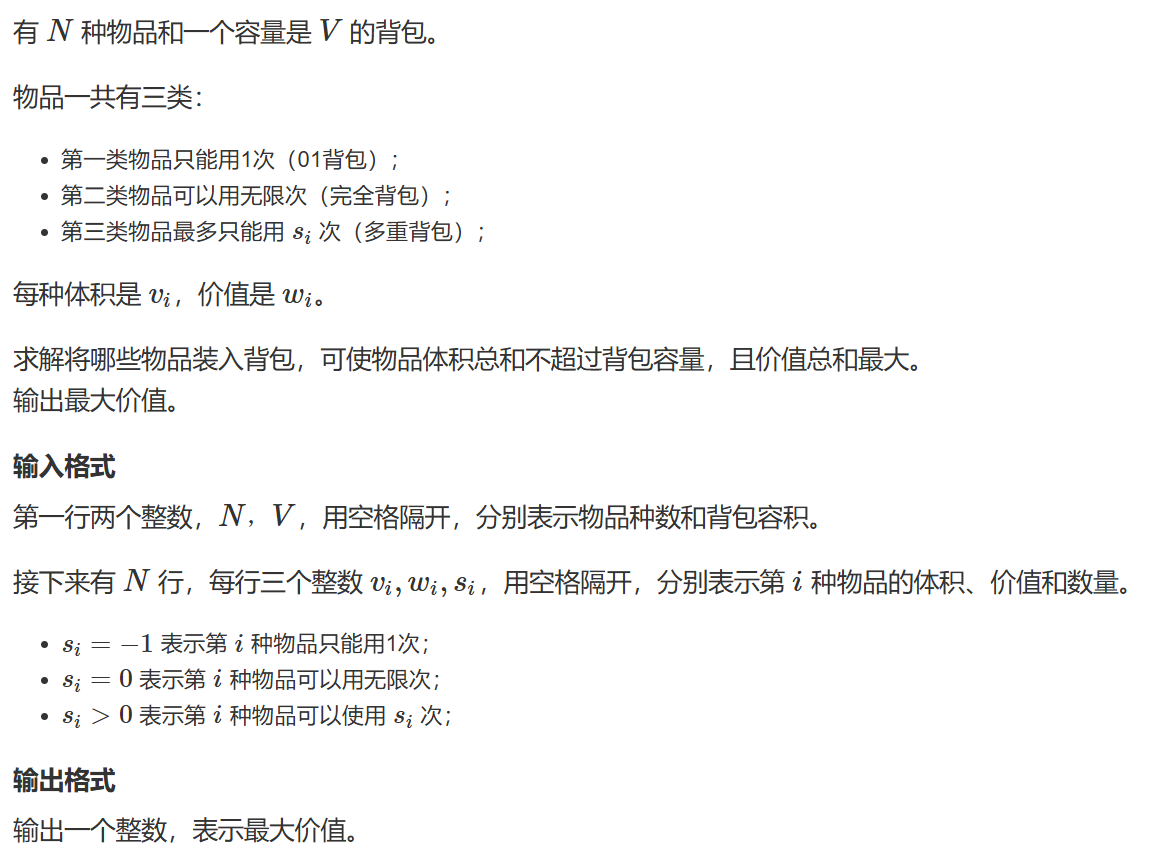 有 N 种物品和一个容量是 V 的背包。
物品一共有三类：
• 第一类物品只能用1次（01背包）；
• 第二类物品可以用无限次（完全背包）；
• 第三类物品最多只能用 sᵢ 次（多重背包）；
每种体积是 vᵢ，价值是 wᵢ。
求解将哪些物品装入背包，可使物品体积总和不超过背包容量，且价值总和最大。
输出最大价值。
输入格式
第一行两个整数，N，V，用空格隔开，分别表示物品种数和背包容积。
接下来有 N 行，每行三个整数 vᵢ,wᵢ,sᵢ，用空格隔开，分别表示第 i 种物品的体积、价值和数量。
• sᵢ = −1 表示第 i 种物品只能用1次；
• sᵢ = 0 表示第 i 种物品可以用无限次；
• sᵢ > 0 表示第 i 种物品可以使用 sᵢ 次；
输出格式
输出一个整数，表示最大价值。